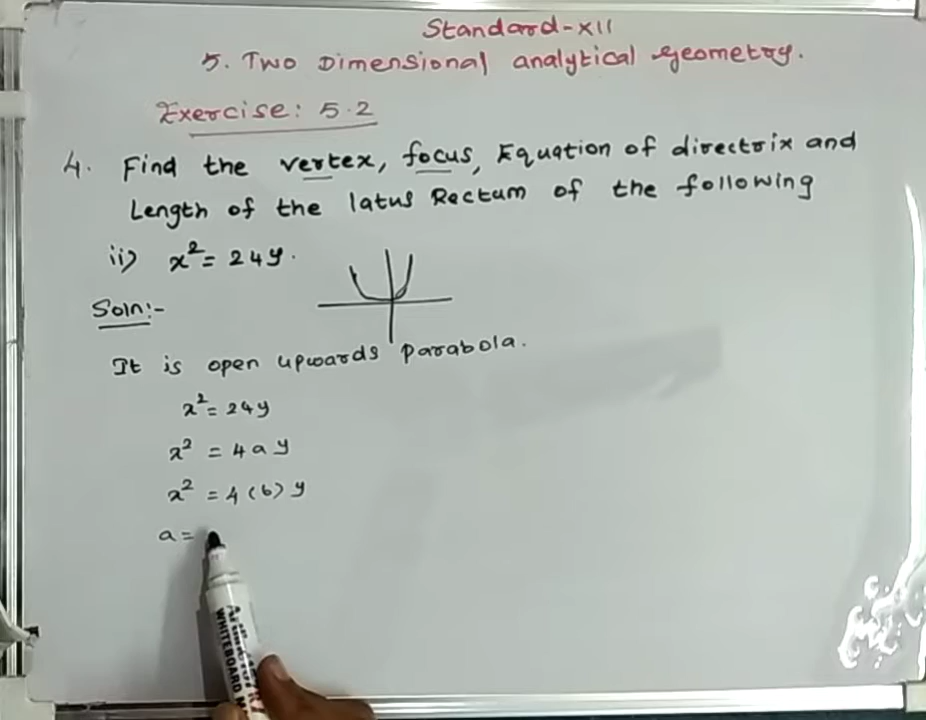 Standard-XII
5. Two Dimensional analytical geometry.
Exercise: 5.2
4. Find the vertex, focus, Equation of directrix and
Length of the latus Rectum of the following
ii) x² = 24y.
Soln:-
It is open upwards parabola.
x² = 24y
x² = 4ay
x² = 4(6)y
a =
WHITEBOARD M